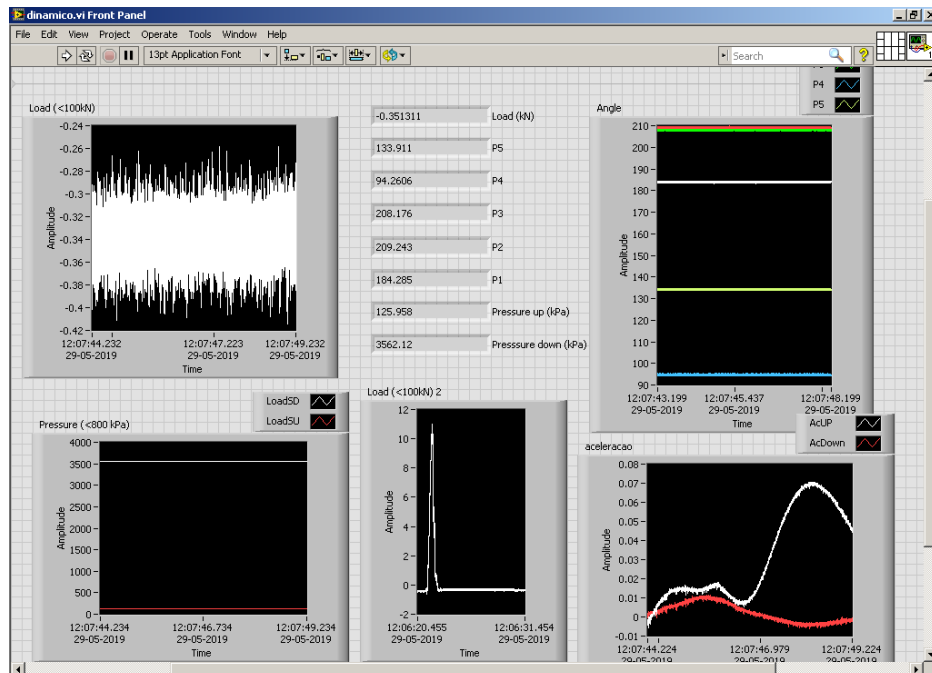 dinamico.vi Front Panel
File Edit View Project Operate Tools Window Help
13pt Application Font
Search
1
P4
P5
Load (<100kN)
-0.24
-0.26
-0.28
-0.3
-0.32
-0.34
-0.36
-0.38
-0.4
-0.42
Amplitude
12:07:44.232 12:07:47.223 12:07:49.232
29-05-2019 29-05-2019 29-05-2019
Time
-0.351311 Load (kN)
133.911 P5
94.2606 P4
208.176 P3
209.243 P2
184.285 P1
125.958 Pressure up (kPa)
3562.12 Presssure down (kPa)
Angle
210
200
190
180
170
160
150
140
130
120
110
100
90
Amplitude
12:07:43.199 12:07:45.437 12:07:48.199
29-05-2019 29-05-2019 29-05-2019
Time
LoadSD
LoadSU
Pressure (<800 kPa)
4000
3500
3000
2500
2000
1500
1000
500
0
Amplitude
12:07:44.234 12:07:46.734 12:07:49.234
29-05-2019 29-05-2019 29-05-2019
Time
Load (<100kN) 2
12
10
8
6
4
2
0
-2
Amplitude
12:06:20.455 12:06:31.454
29-05-2019 29-05-2019
Time
AcUP
AcDown
aceleracao
0.08
0.07
0.06
0.05
0.04
0.03
0.02
0.01
0
-0.01
Amplitude
12:07:44.224 12:07:46.979 12:07:49.224
29-05-2019 29-05-2019 29-05-2019